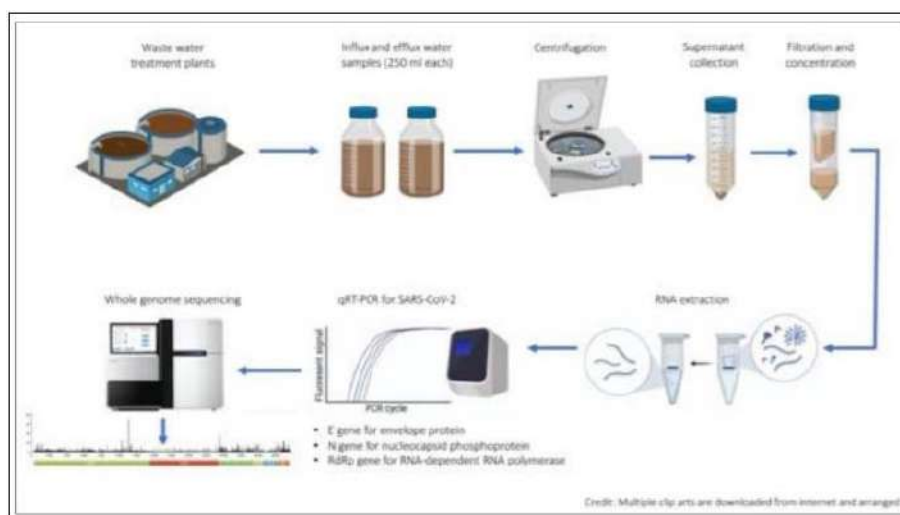 Waste water
treatment plants
Influx and efflux water
samples (250 ml each)
Centrifugation
Supernatant
collection
Filtration and
concentration
Whole genome sequencing
qRT-PCR for SARS-CoV-2
RNA extraction
Fluorescent signal
PCR cycle
• E gene for envelope protein
• N gene for nucleocapsid phosphoprotein
• RdRp gene for RNA-dependent RNA polymerase
Credit: Multiple clip arts are downloaded from internet and arranged